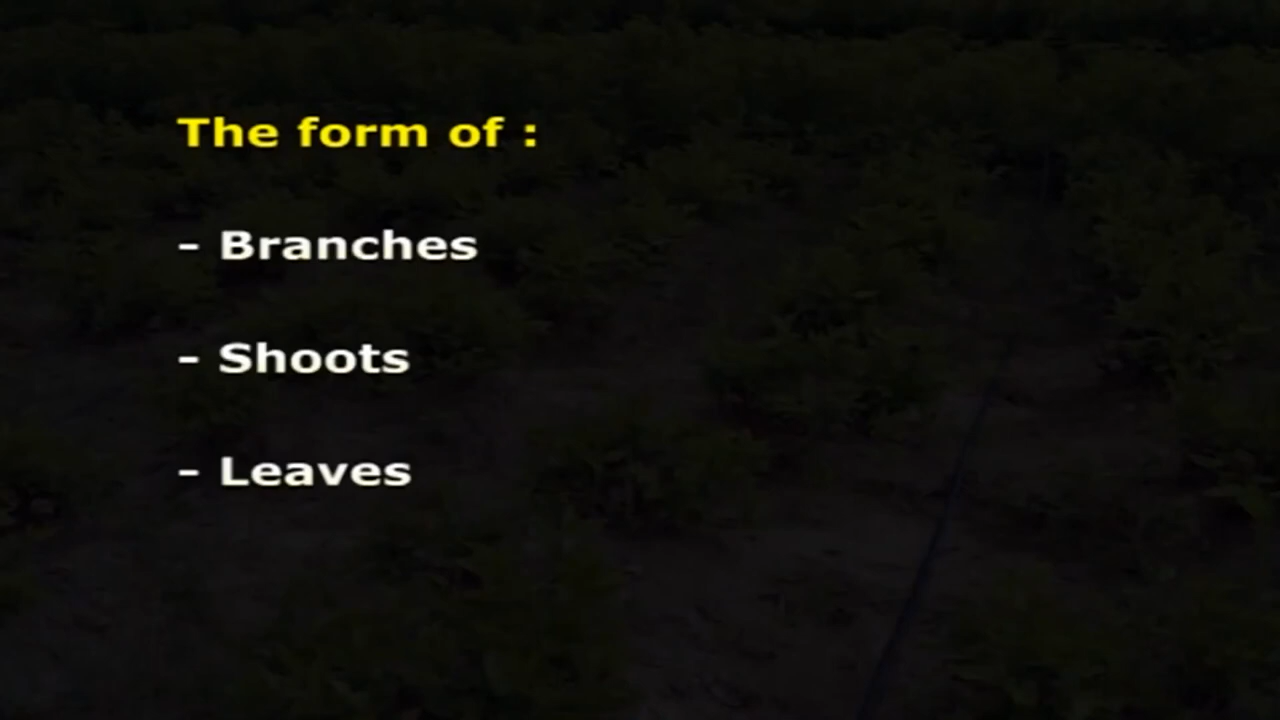 The form of :
- Branches
- Shoots
- Leaves